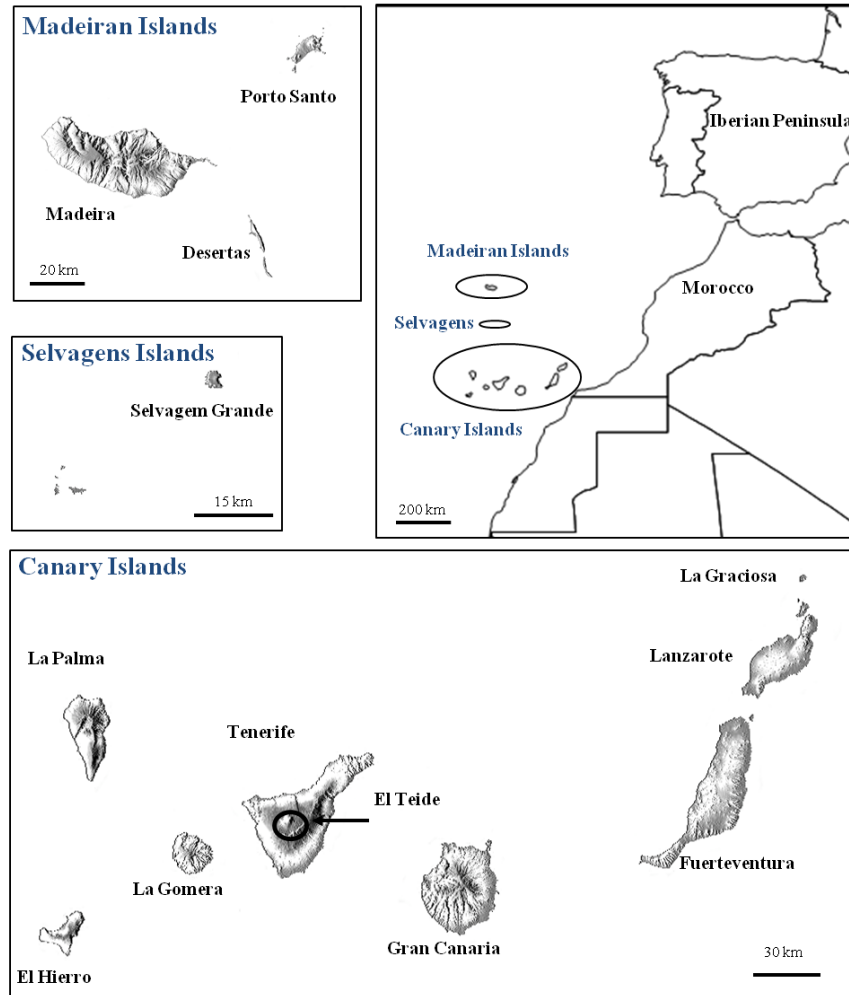 Madeiran Islands
Porto Santo
Madeira
Desertas
20 km
Iberian Peninsula
Madeiran Islands
Morocco
Selvagens
Canary Islands
200 km
Selvagens Islands
Selvagem Grande
15 km
Canary Islands
La Graciosa
La Palma
Lanzarote
Tenerife
El Teide
Fuerteventura
La Gomera
Gran Canaria
El Hierro
30 km